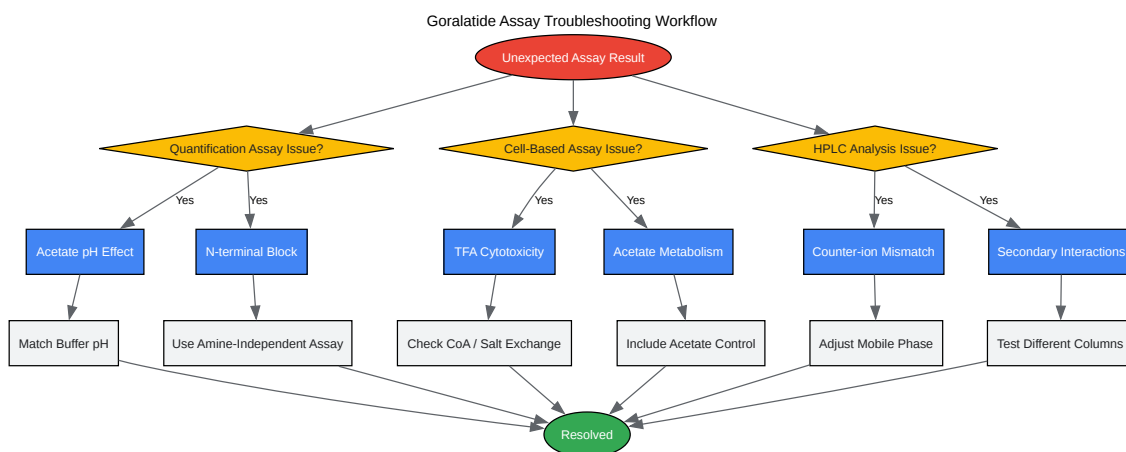 Goralatide Assay Troubleshooting Workflow
Unexpected Assay Result
Quantification Assay Issue?
Cell-Based Assay Issue?
HPLC Analysis Issue?
Yes
Yes
Yes
Yes
Yes
Yes
Acetate pH Effect
N-terminal Block
TFA Cytotoxicity
Acetate Metabolism
Counter-ion Mismatch
Secondary Interactions
Match Buffer pH
Use Amine-Independent Assay
Check CoA / Salt Exchange
Include Acetate Control
Adjust Mobile Phase
Test Different Columns
Resolved